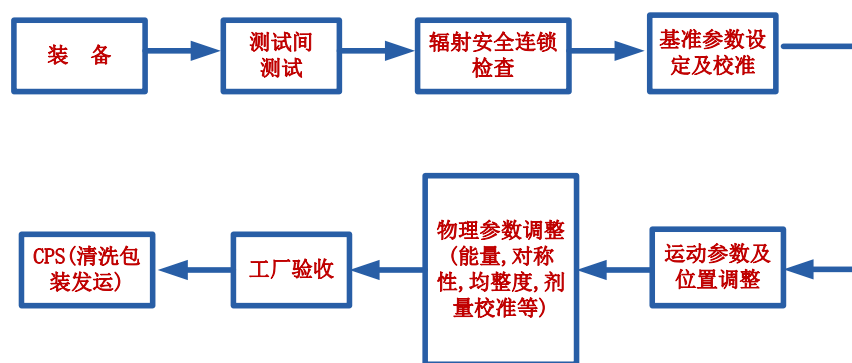 装　备
测试间
测试
辐射安全连锁
检查
基准参数设
定及校准
物理参数调整
(能量,对称
性,均整度,剂
量校准等)
运动参数及
位置调整
工厂验收
CPS(清洗包
装发运)